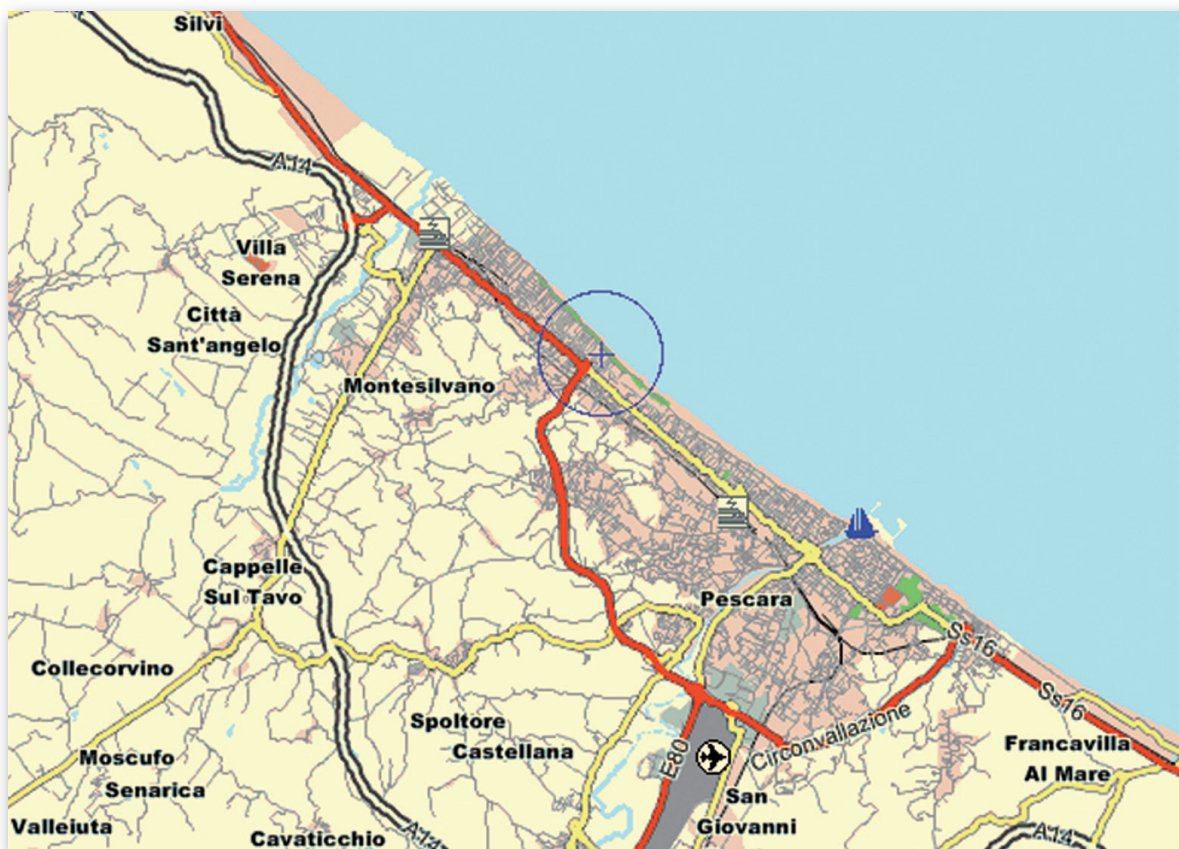 Silvi
A14
Villa
Serena
Città
Sant'angelo
Montesilvano
Cappelle
Sul Tavo
Pescara
Ss16
Collecorvino
Ss16
Spoltore
Castellana
Circonvallazione
Francavilla
Al Mare
Moscufo
Senarica
E80
San
Giovanni
Valleiuta
Cavaticchio
A14
A14